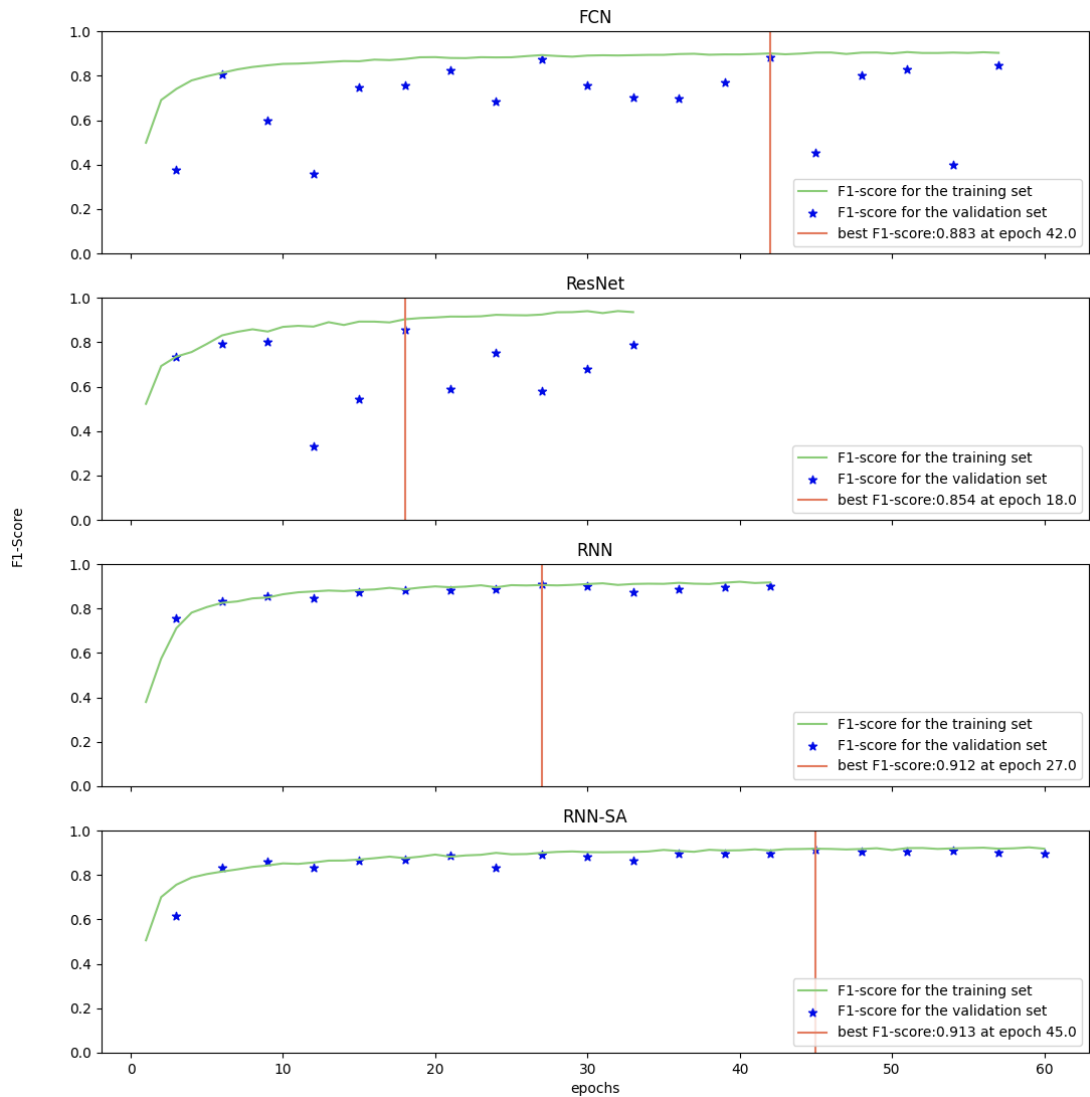 FCN
1.0
0.8
0.6
0.4
0.2
0.0
F1-score for the training set
F1-score for the validation set
best F1-score:0.883 at epoch 42.0
0
10
20
30
40
50
60
ResNet
1.0
0.8
0.6
0.4
0.2
0.0
F1-score for the training set
F1-score for the validation set
best F1-score:0.854 at epoch 18.0
F1-Score
RNN
1.0
0.8
0.6
0.4
0.2
0.0
F1-score for the training set
F1-score for the validation set
best F1-score:0.912 at epoch 27.0
RNN-SA
1.0
0.8
0.6
0.4
0.2
0.0
F1-score for the training set
F1-score for the validation set
best F1-score:0.913 at epoch 45.0
0
10
20
30
40
50
60
epochs